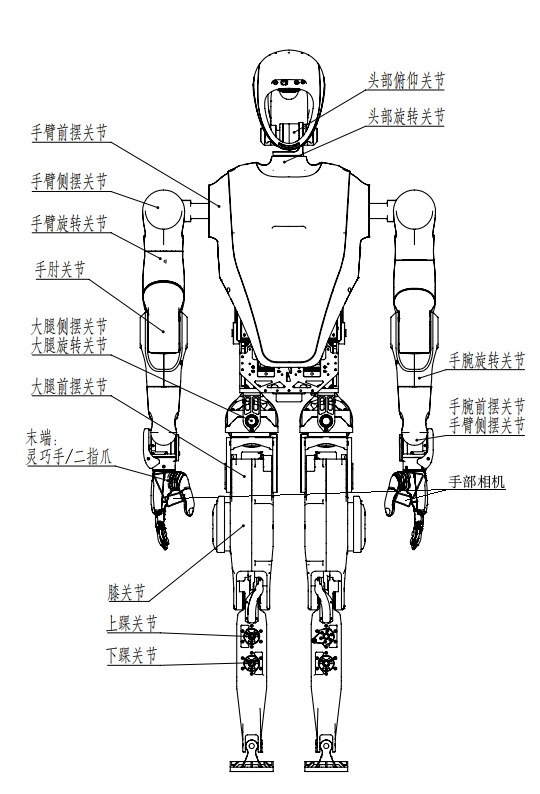 头部俯仰关节
头部旋转关节
手臂前摆关节
手臂侧摆关节
手臂旋转关节
手肘关节
大腿侧摆关节
大腿旋转关节
大腿前摆关节
手腕旋转关节
手腕前摆关节
手臂侧摆关节
末端：
灵巧手/二指爪
手部相机
膝关节
上踝关节
下踝关节